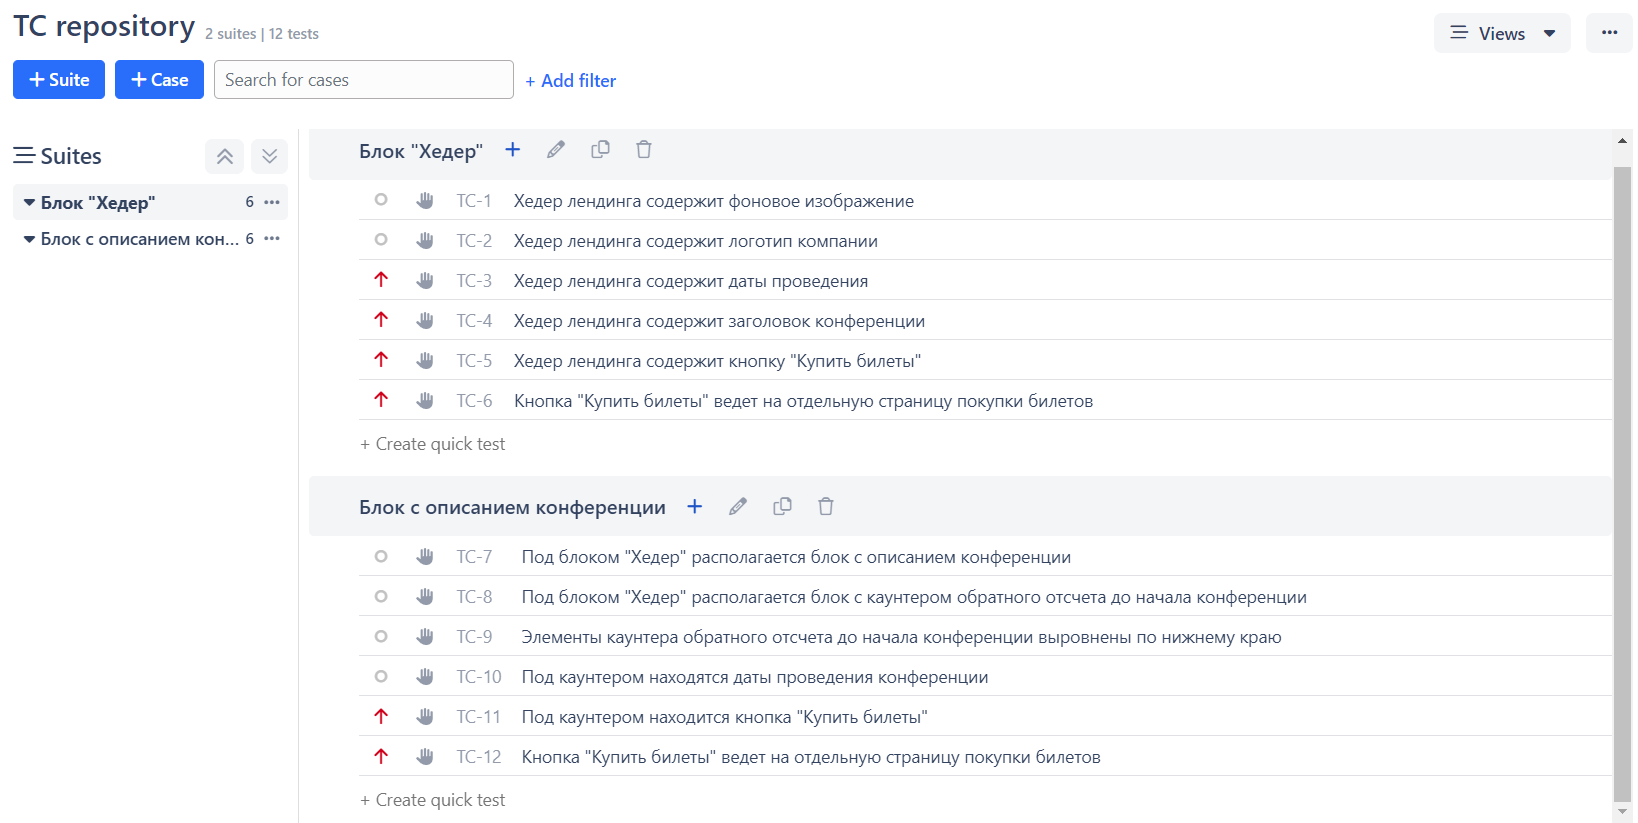 TC repository 2 suites | 12 tests
Views
+ Suite + Case Search for cases + Add filter
Suites
Блок "Хедер" 6
Блок с описанием кон... 6
Блок "Хедер"
TC-1 Хедер лендинга содержит фоновое изображение
TC-2 Хедер лендинга содержит логотип компании
TC-3 Хедер лендинга содержит даты проведения
TC-4 Хедер лендинга содержит заголовок конференции
TC-5 Хедер лендинга содержит кнопку "Купить билеты"
TC-6 Кнопка "Купить билеты" ведет на отдельную страницу покупки билетов
+ Create quick test
Блок с описанием конференции
TC-7 Под блоком "Хедер" располагается блок с описанием конференции
TC-8 Под блоком "Хедер" располагается блок с каунтером обратного отсчета до начала конференции
TC-9 Элементы каунтера обратного отсчета до начала конференции выровнены по нижнему краю
TC-10 Под каунтером находятся даты проведения конференции
TC-11 Под каунтером находится кнопка "Купить билеты"
TC-12 Кнопка "Купить билеты" ведет на отдельную страницу покупки билетов
+ Create quick test